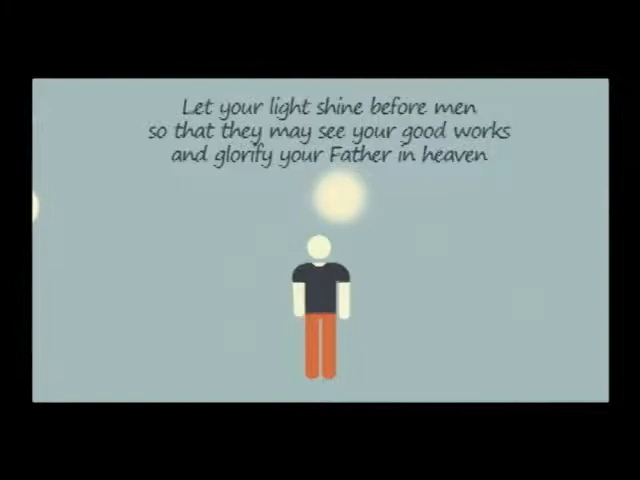 Let your light shine before men
so that they may see your good works
and glorify your Father in heaven